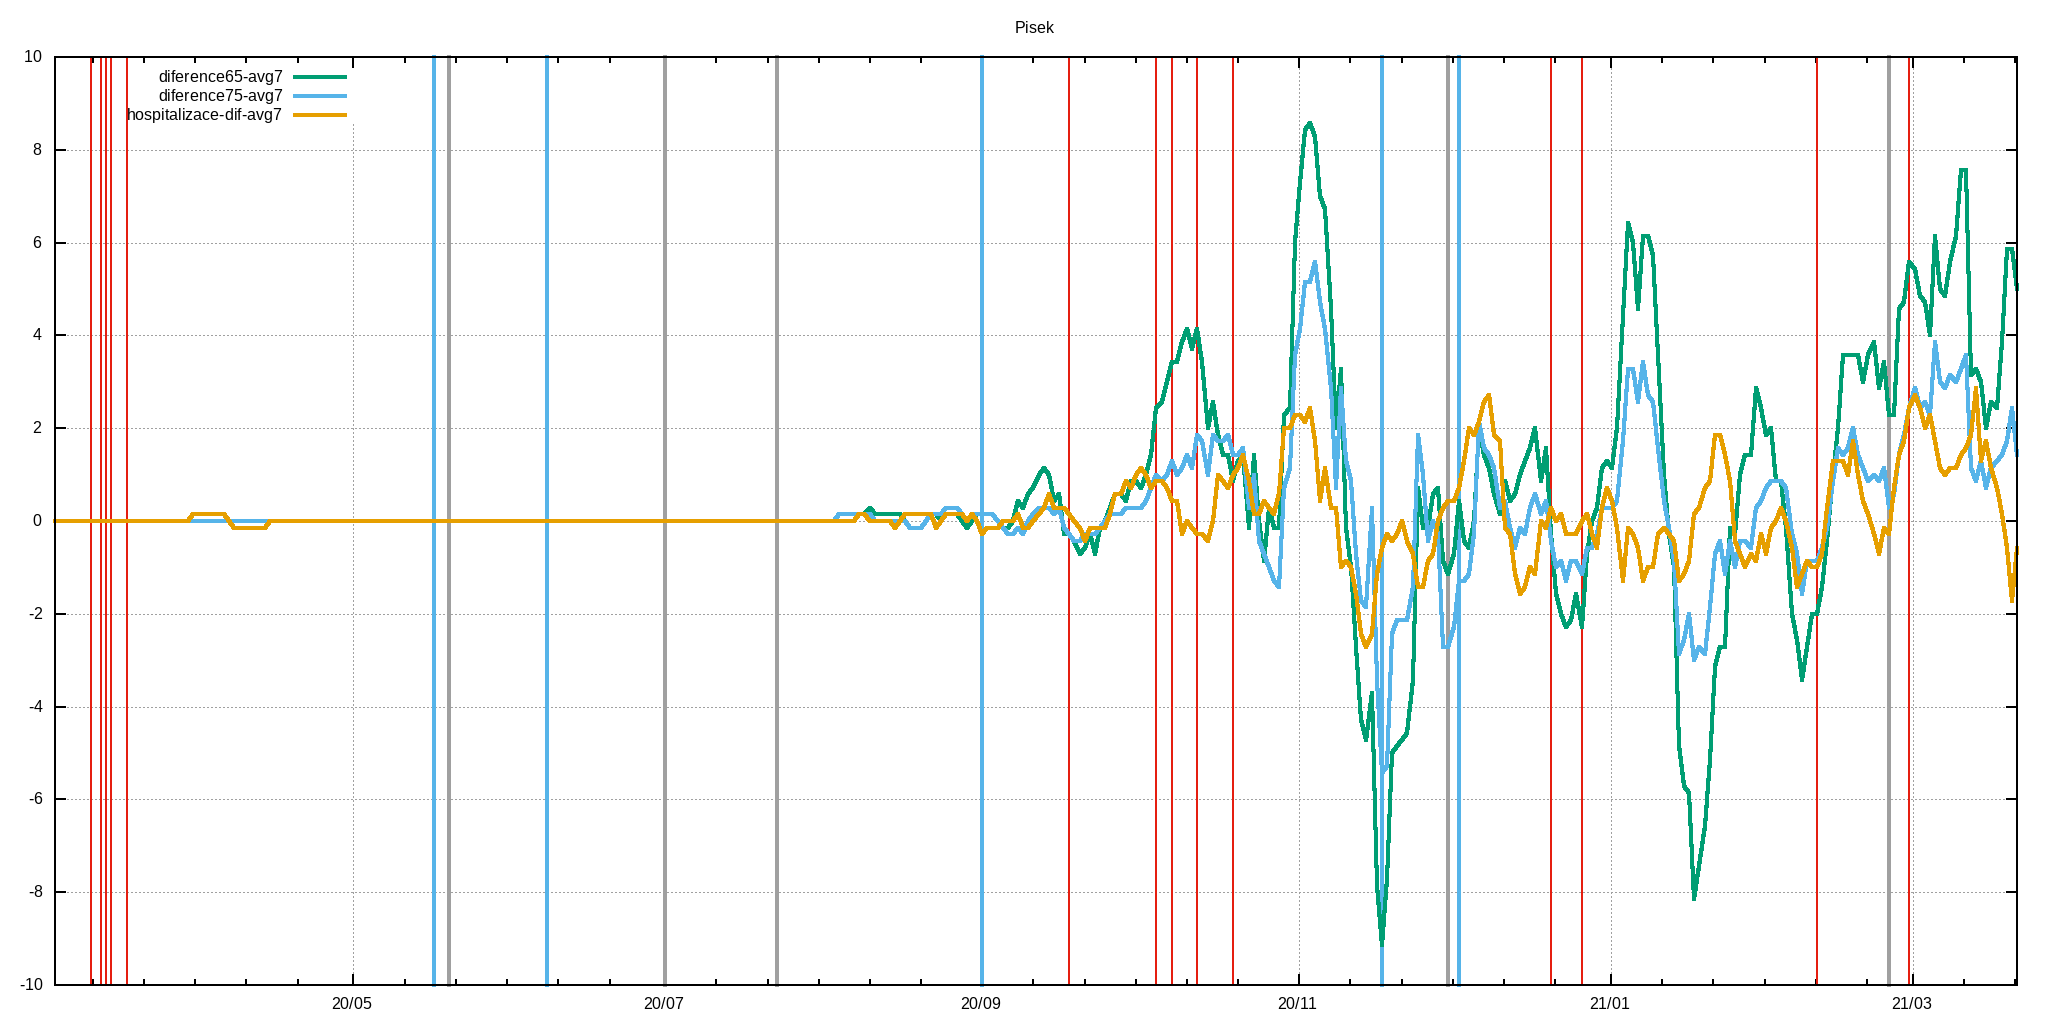 Pisek
10
diference65-avg7
diference75-avg7
hospitalizace-dif-avg7
8
6
4
2
0
-2
-4
-6
-8
-10
20/05 20/07 20/09 20/11 21/01 21/03